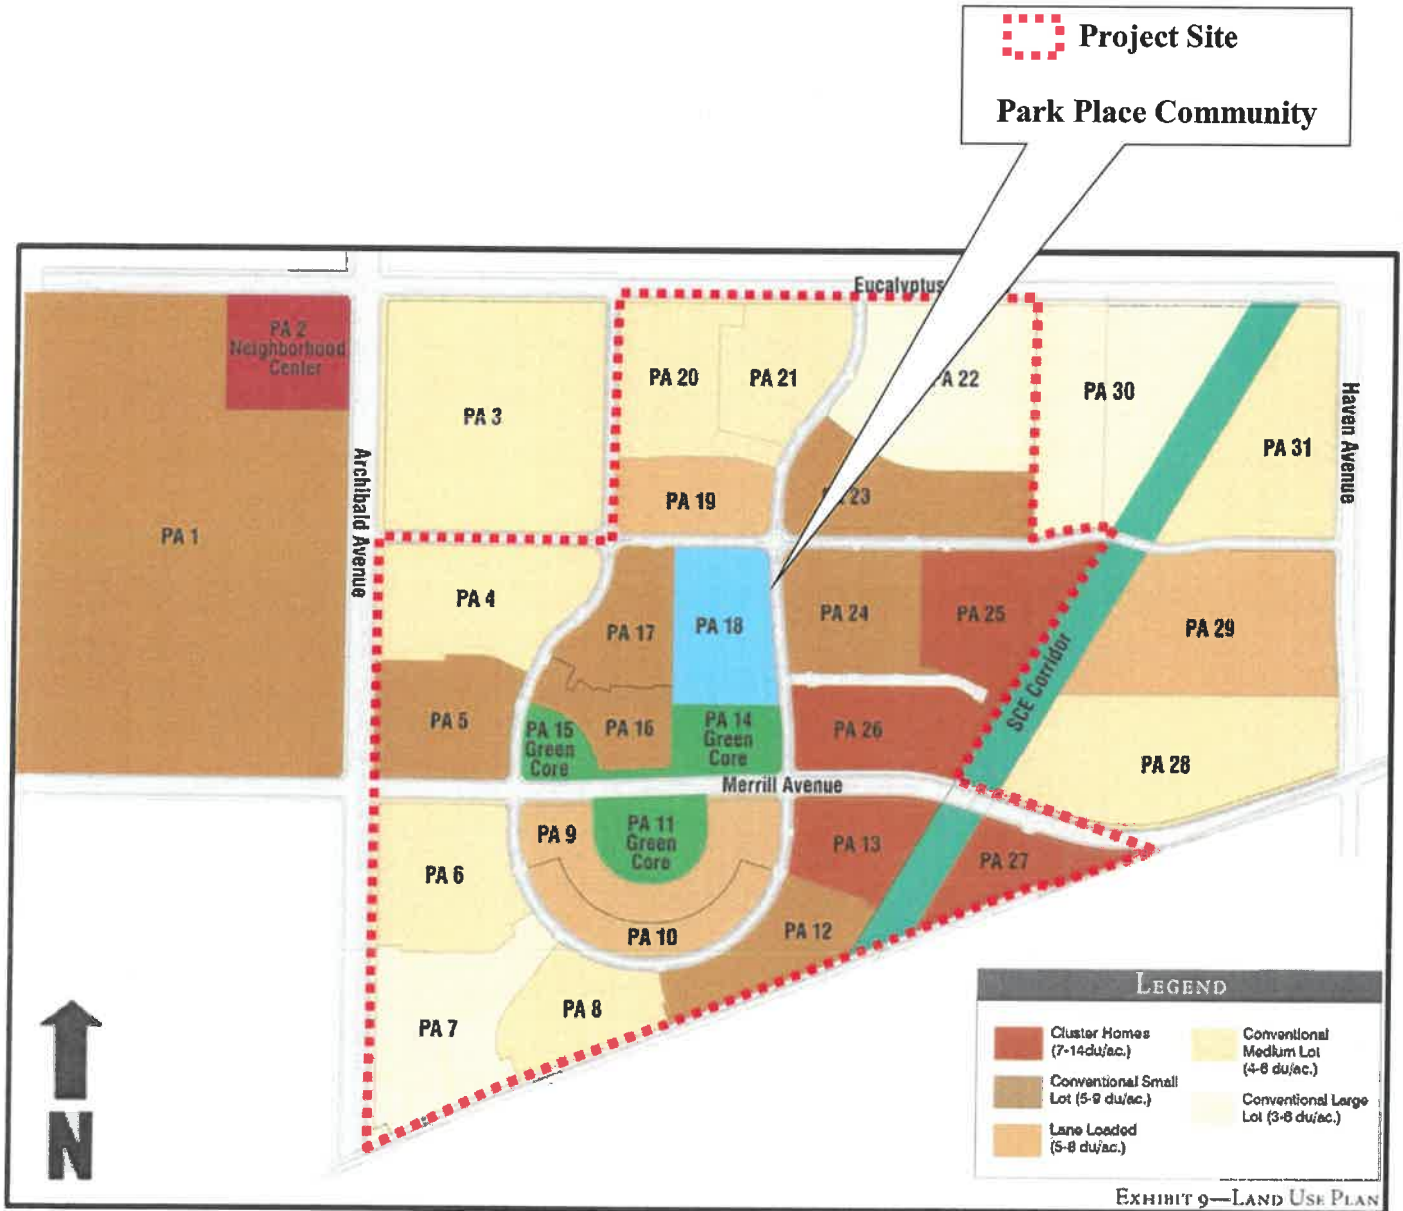 Project Site
Park Place Community
Eucalyptus
PA 2
Neighborhood
Center
PA 3
PA 20
PA 21
A 22
PA 30
PA 31
Haven Avenue
PA 1
Archibald Avenue
PA 19
23
PA 4
PA 17
PA 18
PA 24
PA 25
PA 29
SCE Corridor
PA 5
PA 15
Green
Core
PA 16
PA 14
Green
Core
PA 26
PA 28
Merrill Avenue
PA 9
PA 11
Green
Core
PA 13
PA 27
PA 6
PA 10
PA 12
PA 7
PA 8
N
LEGEND
Cluster Homes
(7-14du/ac.)
Conventional Small
Lot (5-9 du/ac.)
Lane Loaded
(5-8 du/ac.)
Conventional
Medium Lot
(4-6 du/ac.)
Conventional Large
Lot (3-6 du/ac.)
EXHIBIT 9—LAND USE PLAN